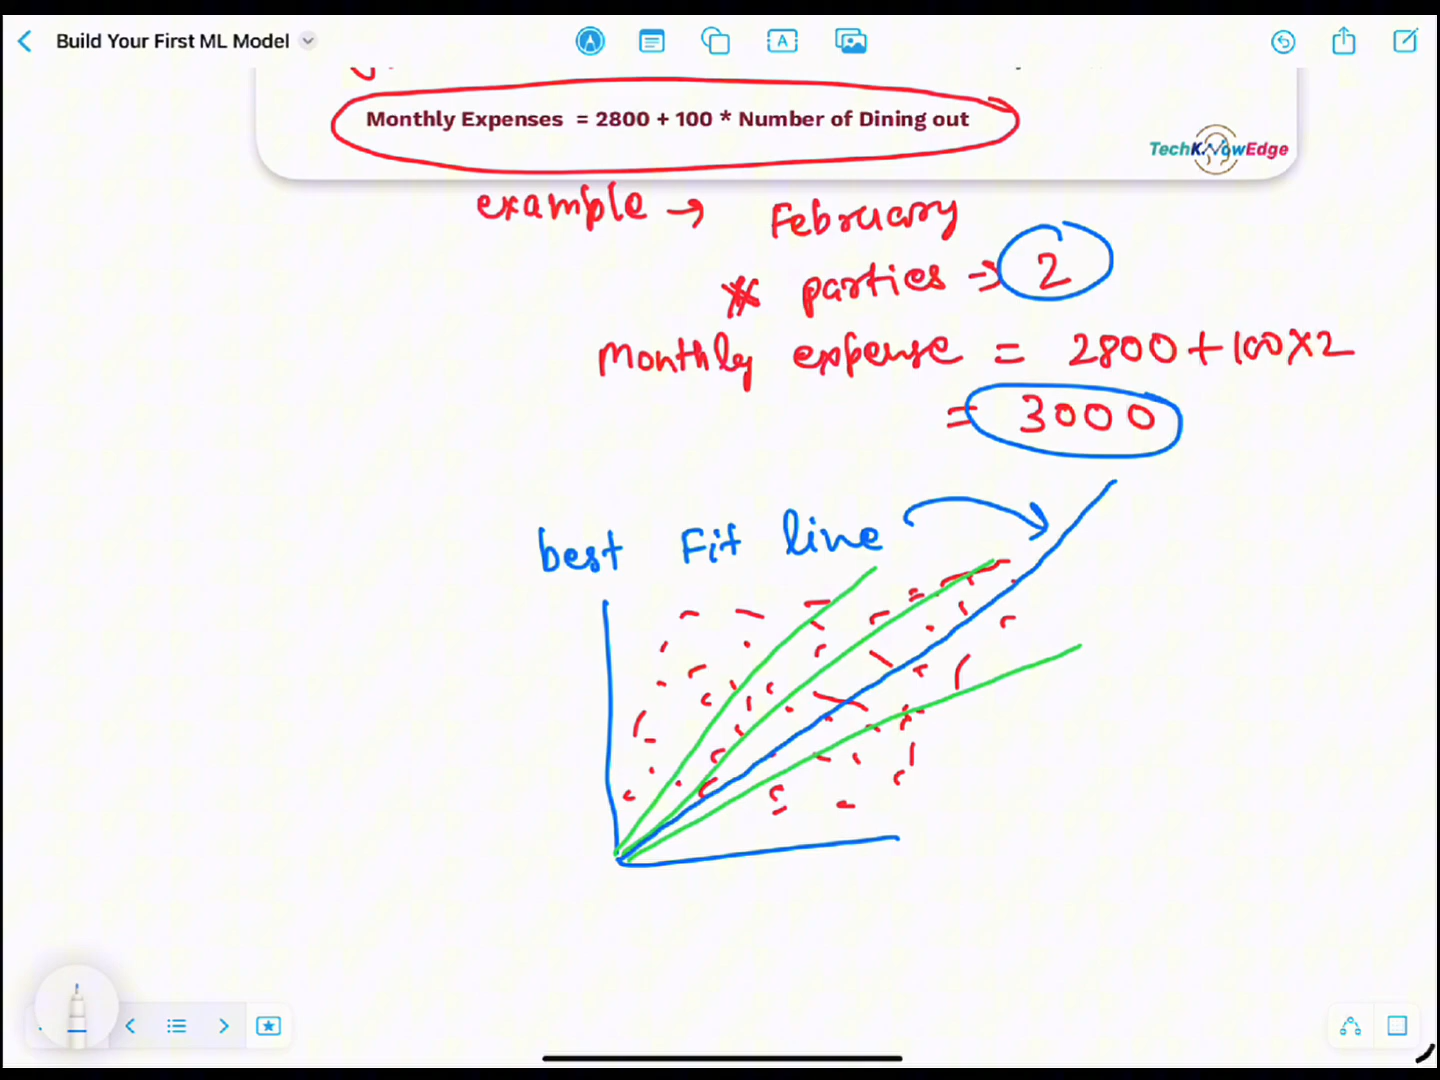 Build Your First ML Model
Monthly Expenses = 2800 + 100 * Number of Dining out
TechKNowEdge
example → February
* parties → 2
Monthly expense = 2800 + 100 × 2
= 3000
best Fit line